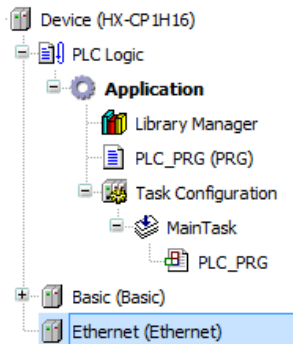 Device (HX-CP1H16)
PLC Logic
Application
Library Manager
PLC_PRG (PRG)
Task Configuration
MainTask
PLC_PRG
Basic (Basic)
Ethernet (Ethernet)